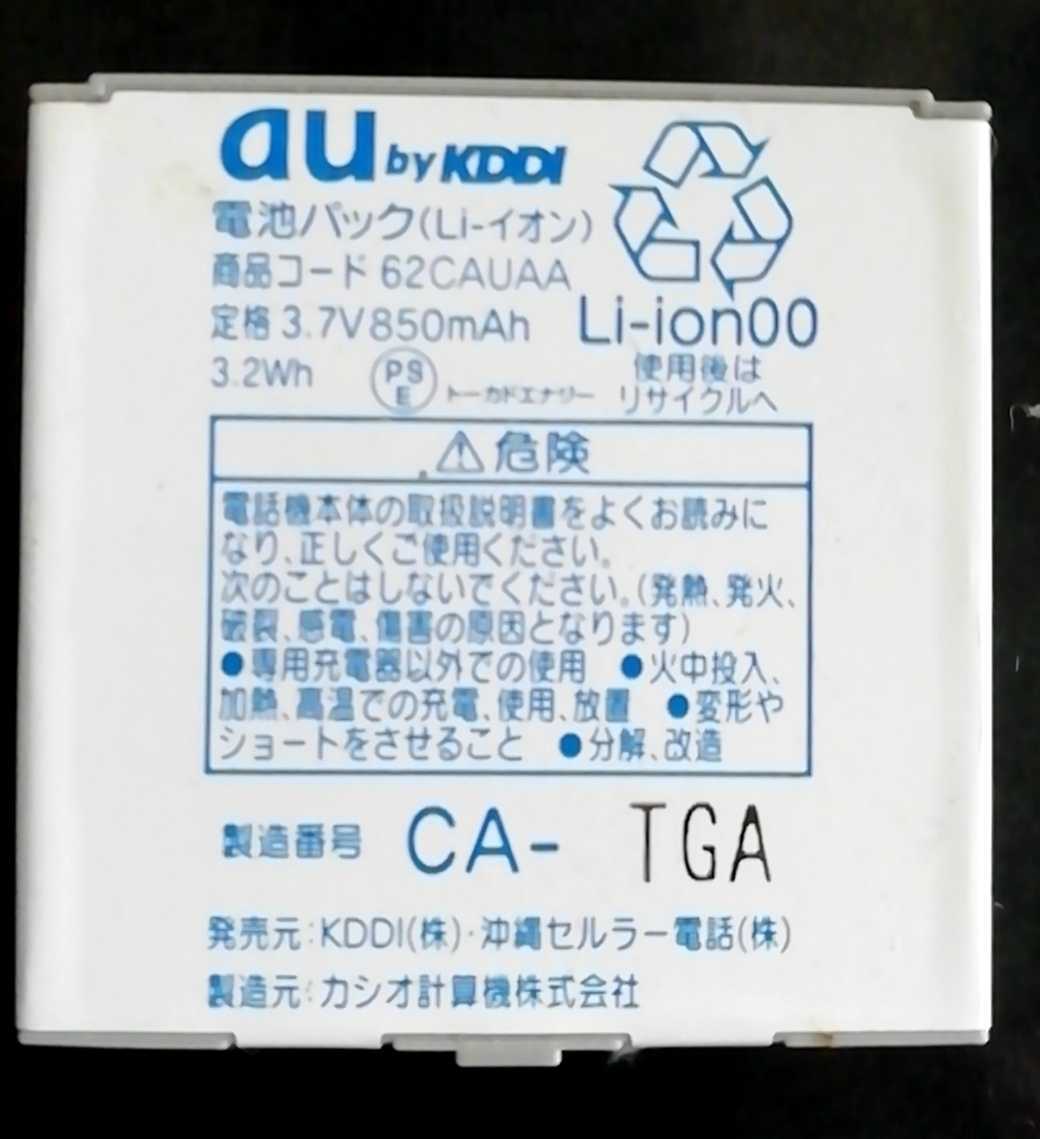 au by KDDI
電池パック(Li-イオン)
商品コード 62CAUAA
定格 3.7V 850mAh
3.2Wh
PS
E
トーカドエナジー
Li-ion00
使用後は
リサイクルへ
⚠危険
電話機本体の取扱説明書をよくお読みに
なり、正しくご使用ください。
次のことはしないでください。(発熱、発火、
破裂、感電、傷害の原因となります)
●専用充電器以外での使用 ●火中投入、
加熱、高温での充電、使用、放置 ●変形や
ショートをさせること ●分解、改造
製造番号 CA- TGA
発売元:KDDI(株)・沖縄セルラー電話(株)
製造元:カシオ計算機株式会社